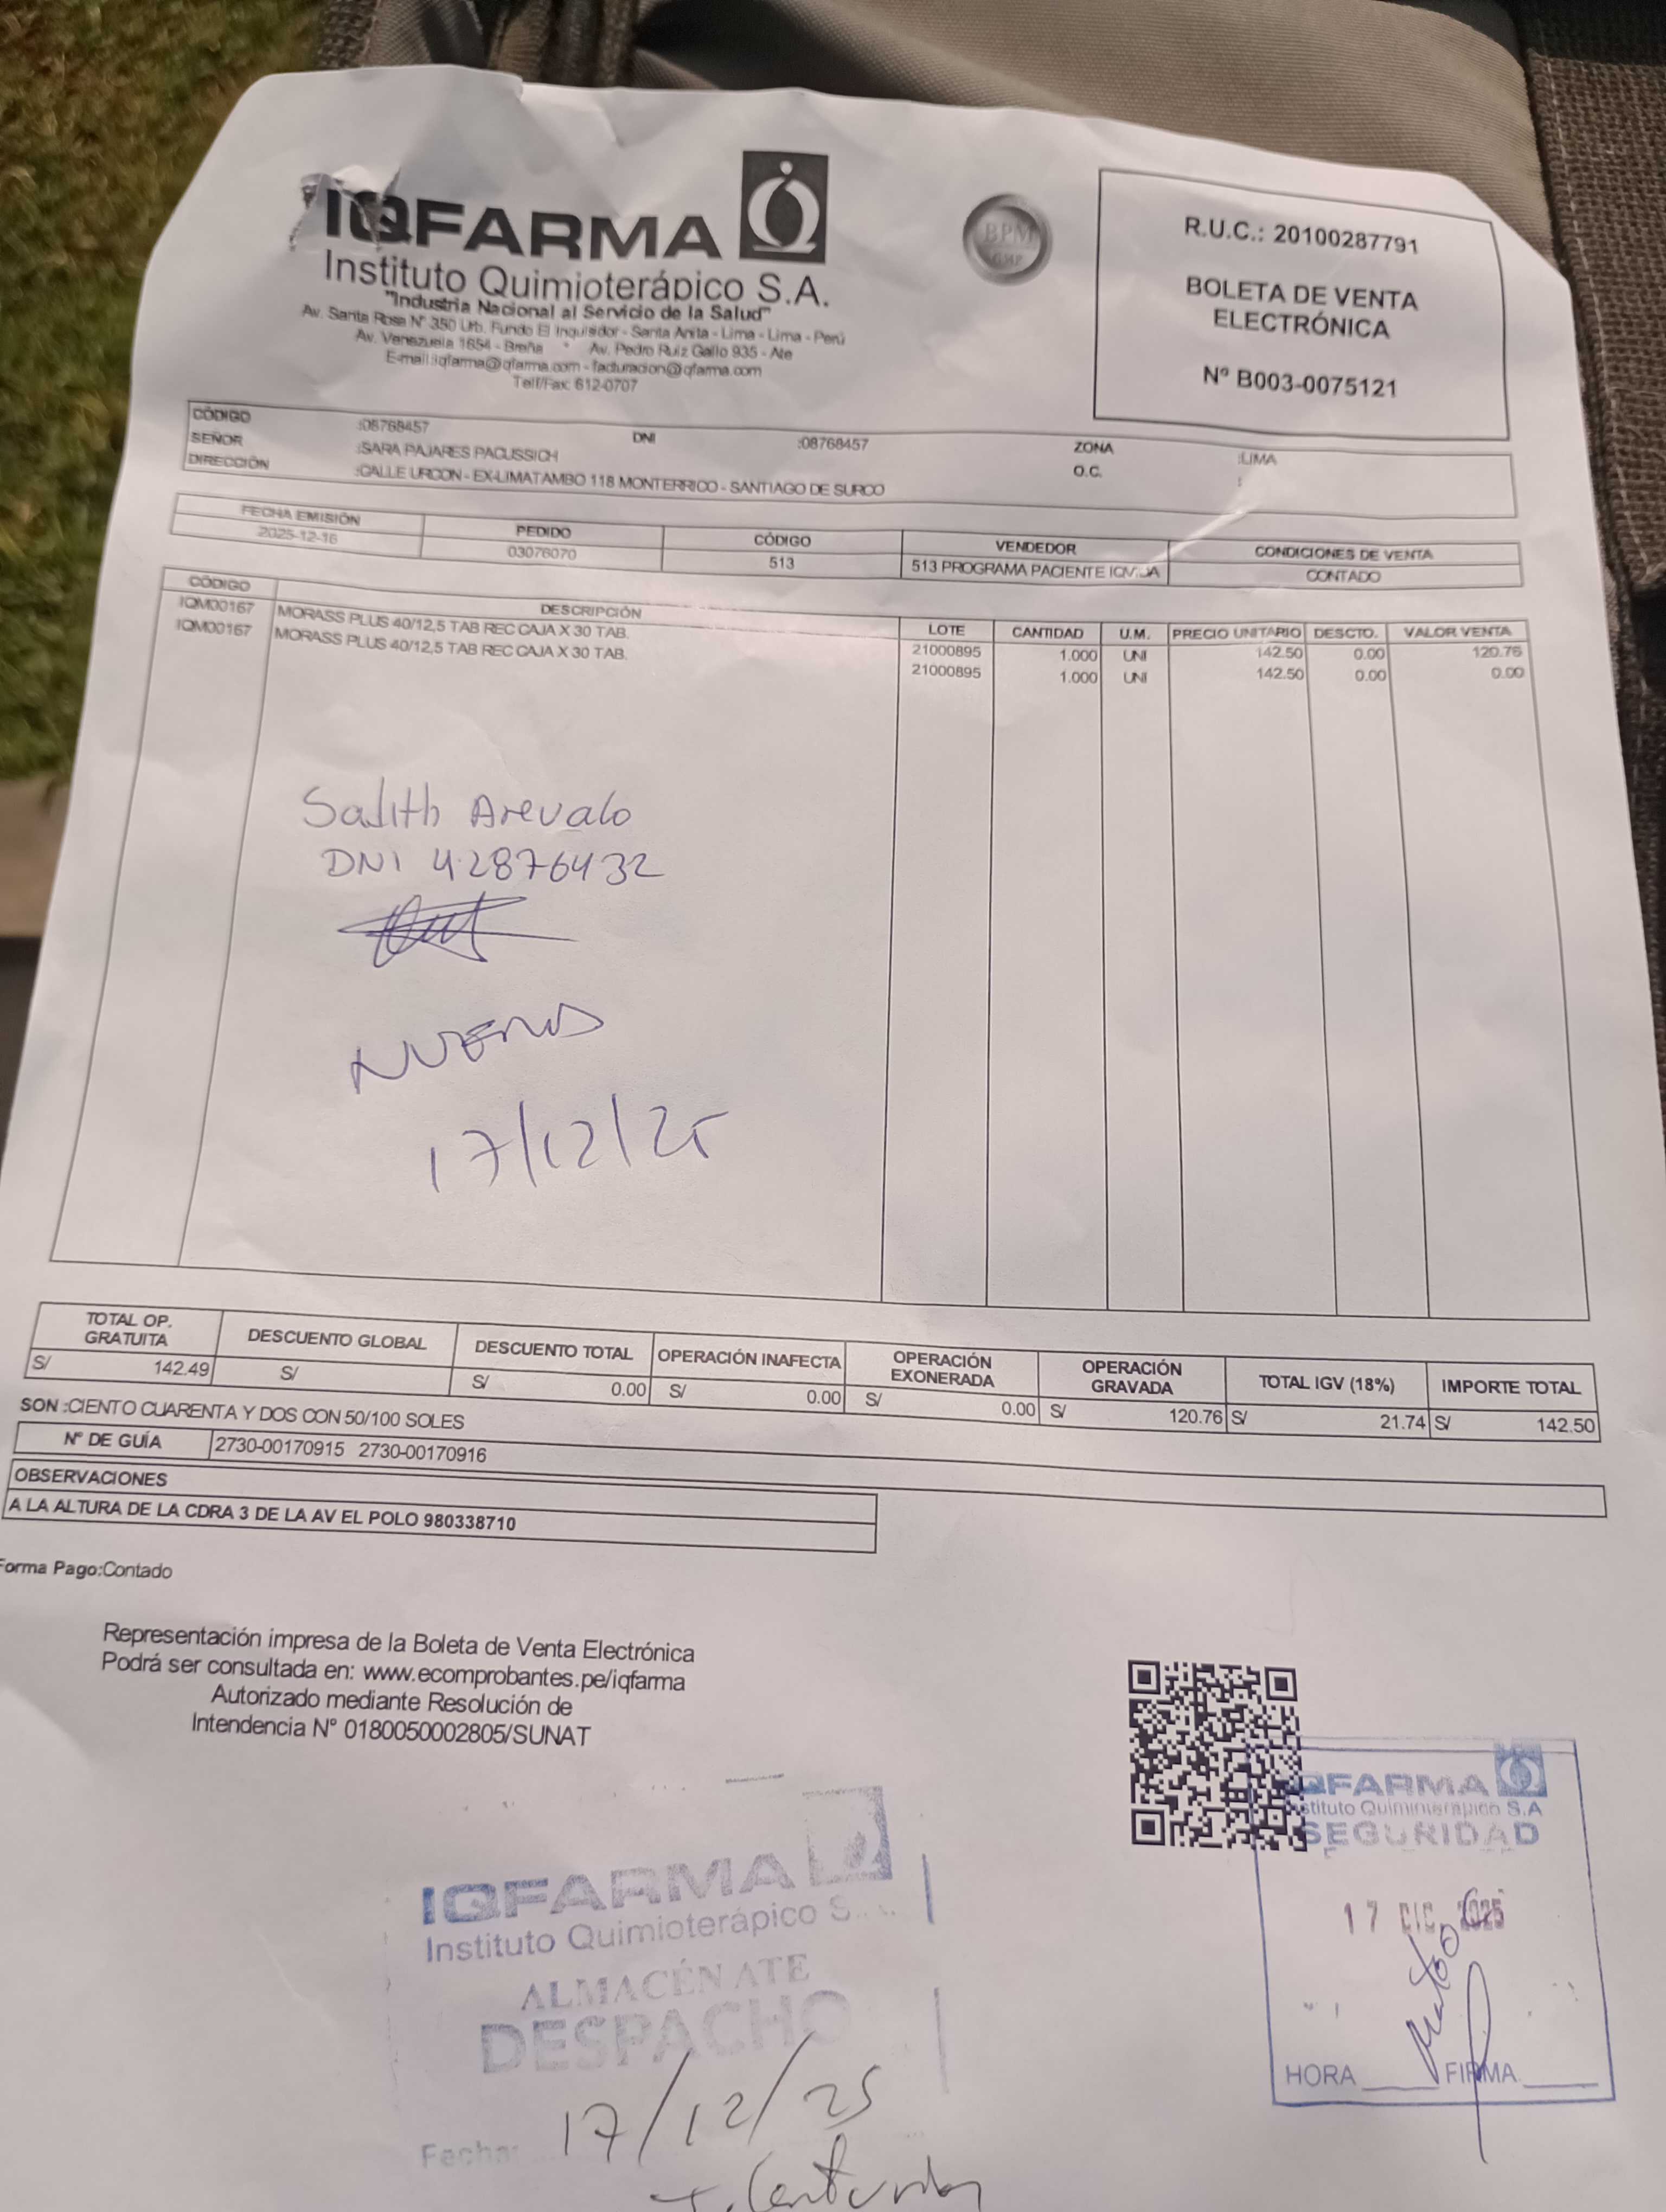 IQFARMA
Instituto Quimioterápico S.A.
"Industria Nacional al Servicio de la Salud"
Av. Santa Rosa Nº 350 Urb. Fundo El Inquisidor - Santa Anita - Lima - Lima - Perú
Av. Venezuela 1654 - Breña * Av. Pedro Ruiz Gallo 935 - Ate
E-mail:iqfarma@iqfarma.com - facturacion@iqfarma.com
Telf/Fax: 612-0707
BPM
GMP
R.U.C.: 20100287791
BOLETA DE VENTA
ELECTRÓNICA
Nº B003-0075121
CÓDIGO :08768457 DNI :08768457 ZONA :LIMA
SEÑOR :SARA PAJARES PACUSSICH O.C. :
DIRECCIÓN :CALLE URCON - EX-LIMATAMBO 118 MONTERRICO - SANTIAGO DE SURCO
FECHA EMISIÓN PEDIDO CÓDIGO VENDEDOR CONDICIONES DE VENTA
2025-12-16 03076070 513 513 PROGRAMA PACIENTE IQVIDA CONTADO
CÓDIGO DESCRIPCIÓN LOTE CANTIDAD U.M. PRECIO UNITARIO DESCTO. VALOR VENTA
IQM00167 MORASS PLUS 40/12,5 TAB REC CAJA X 30 TAB. 21000895 1.000 UNI 142.50 0.00 120.76
IQM00167 MORASS PLUS 40/12,5 TAB REC CAJA X 30 TAB. 21000895 1.000 UNI 142.50 0.00 0.00
Sadith Arevalo
DNI 42876432
17/12/25
TOTAL OP. GRATUITA DESCUENTO GLOBAL DESCUENTO TOTAL OPERACIÓN INAFECTA OPERACIÓN EXONERADA OPERACIÓN GRAVADA TOTAL IGV (18%) IMPORTE TOTAL
S/ 142.49 S/ S/ 0.00 S/ 0.00 S/ 0.00 S/ 120.76 S/ 21.74 S/ 142.50
SON :CIENTO CUARENTA Y DOS CON 50/100 SOLES
Nº DE GUÍA 2730-00170915 2730-00170916
OBSERVACIONES
A LA ALTURA DE LA CDRA 3 DE LA AV EL POLO 980338710
Forma Pago:Contado
Representación impresa de la Boleta de Venta Electrónica
Podrá ser consultada en: www.ecomprobantes.pe/iqfarma
Autorizado mediante Resolución de
Intendencia Nº 0180050002805/SUNAT
IQFARMA
Instituto Quimioterápico S.A.
SEGURIDAD
17 DIC 2025
HORA FIRMA
IQFARMA
Instituto Quimioterápico S.
ALMACÉN ATE
DESPACHO
Fecha: 17/12/25